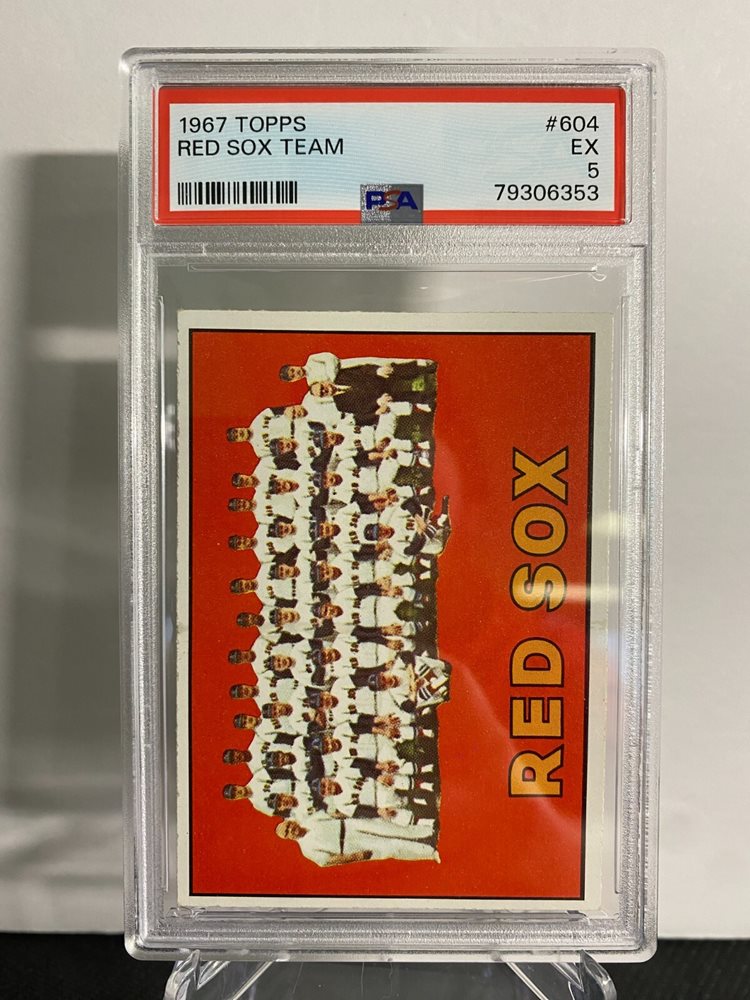 1967 TOPPS #604
RED SOX TEAM EX
5
PSA 79306353
RED SOX